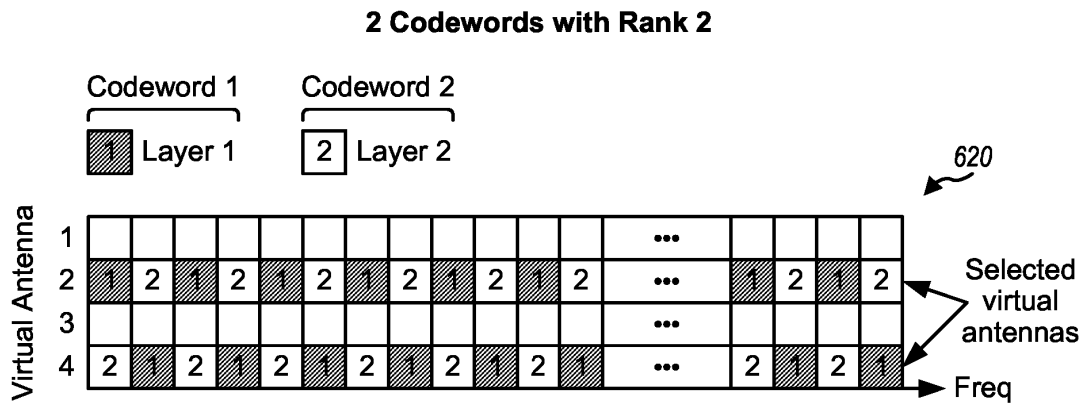 2 Codewords with Rank 2
Codeword 1 Codeword 2
1 Layer 1 2 Layer 2
620
Virtual Antenna
1 •••
2 1 2 1 2 1 2 1 2 1 2 1 2 ••• 1 2 1 2
3 •••
4 2 1 2 1 2 1 2 1 2 1 2 1 ••• 2 1 2 1
Selected
virtual
antennas
Freq